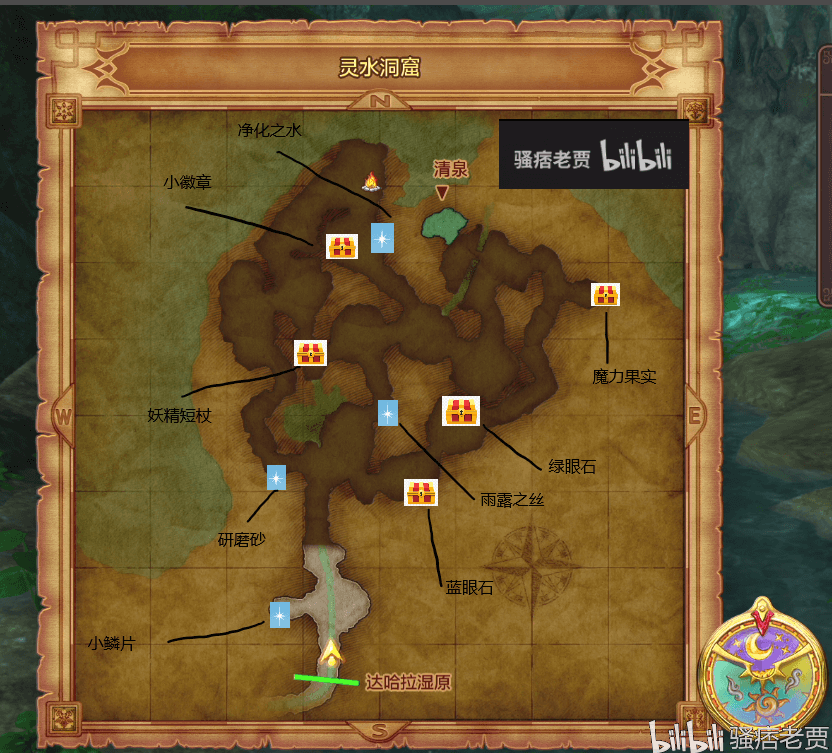 灵水洞窟
N
净化之水
骚痞老贾 bilibili
清泉
小徽章
魔力果实
W
E
妖精短杖
绿眼石
雨露之丝
研磨砂
蓝眼石
小鳞片
达哈拉湿原
S
bilibili 骚痞老贾